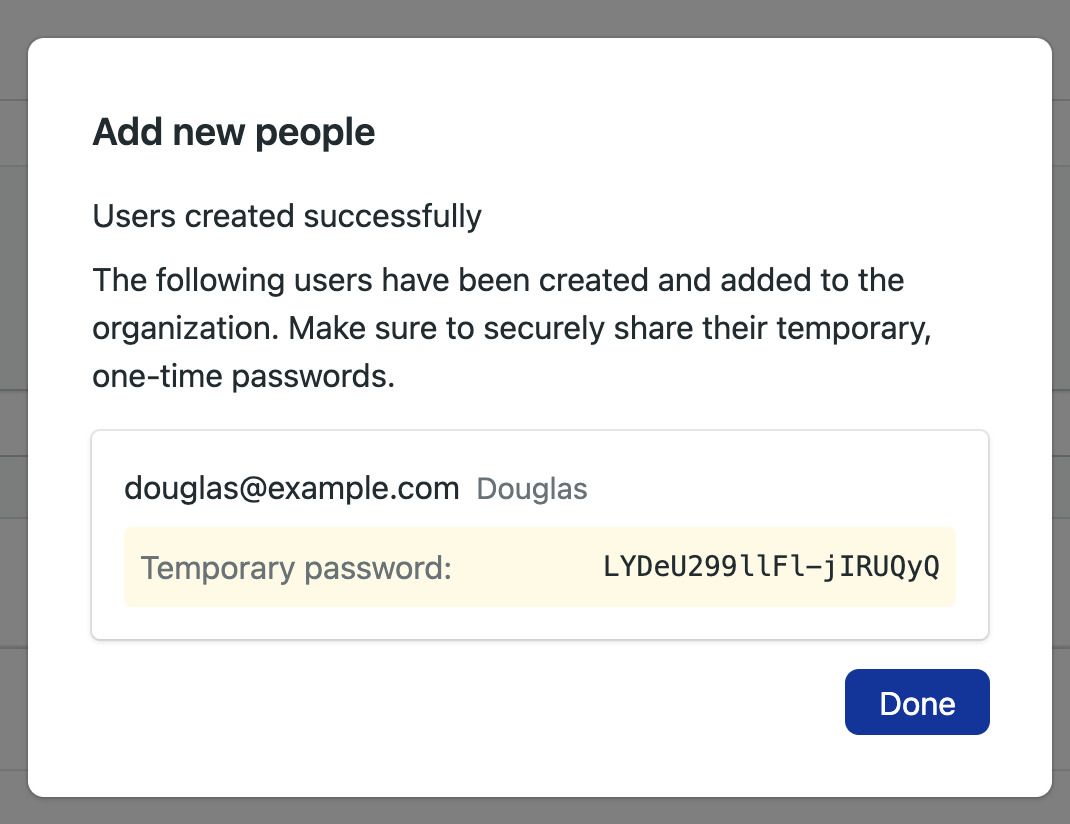 Add new people
Users created successfully
The following users have been created and added to the
organization. Make sure to securely share their temporary,
one-time passwords.
douglas@example.com Douglas
Temporary password: LYDeU299llFl-jIRUQyQ
Done